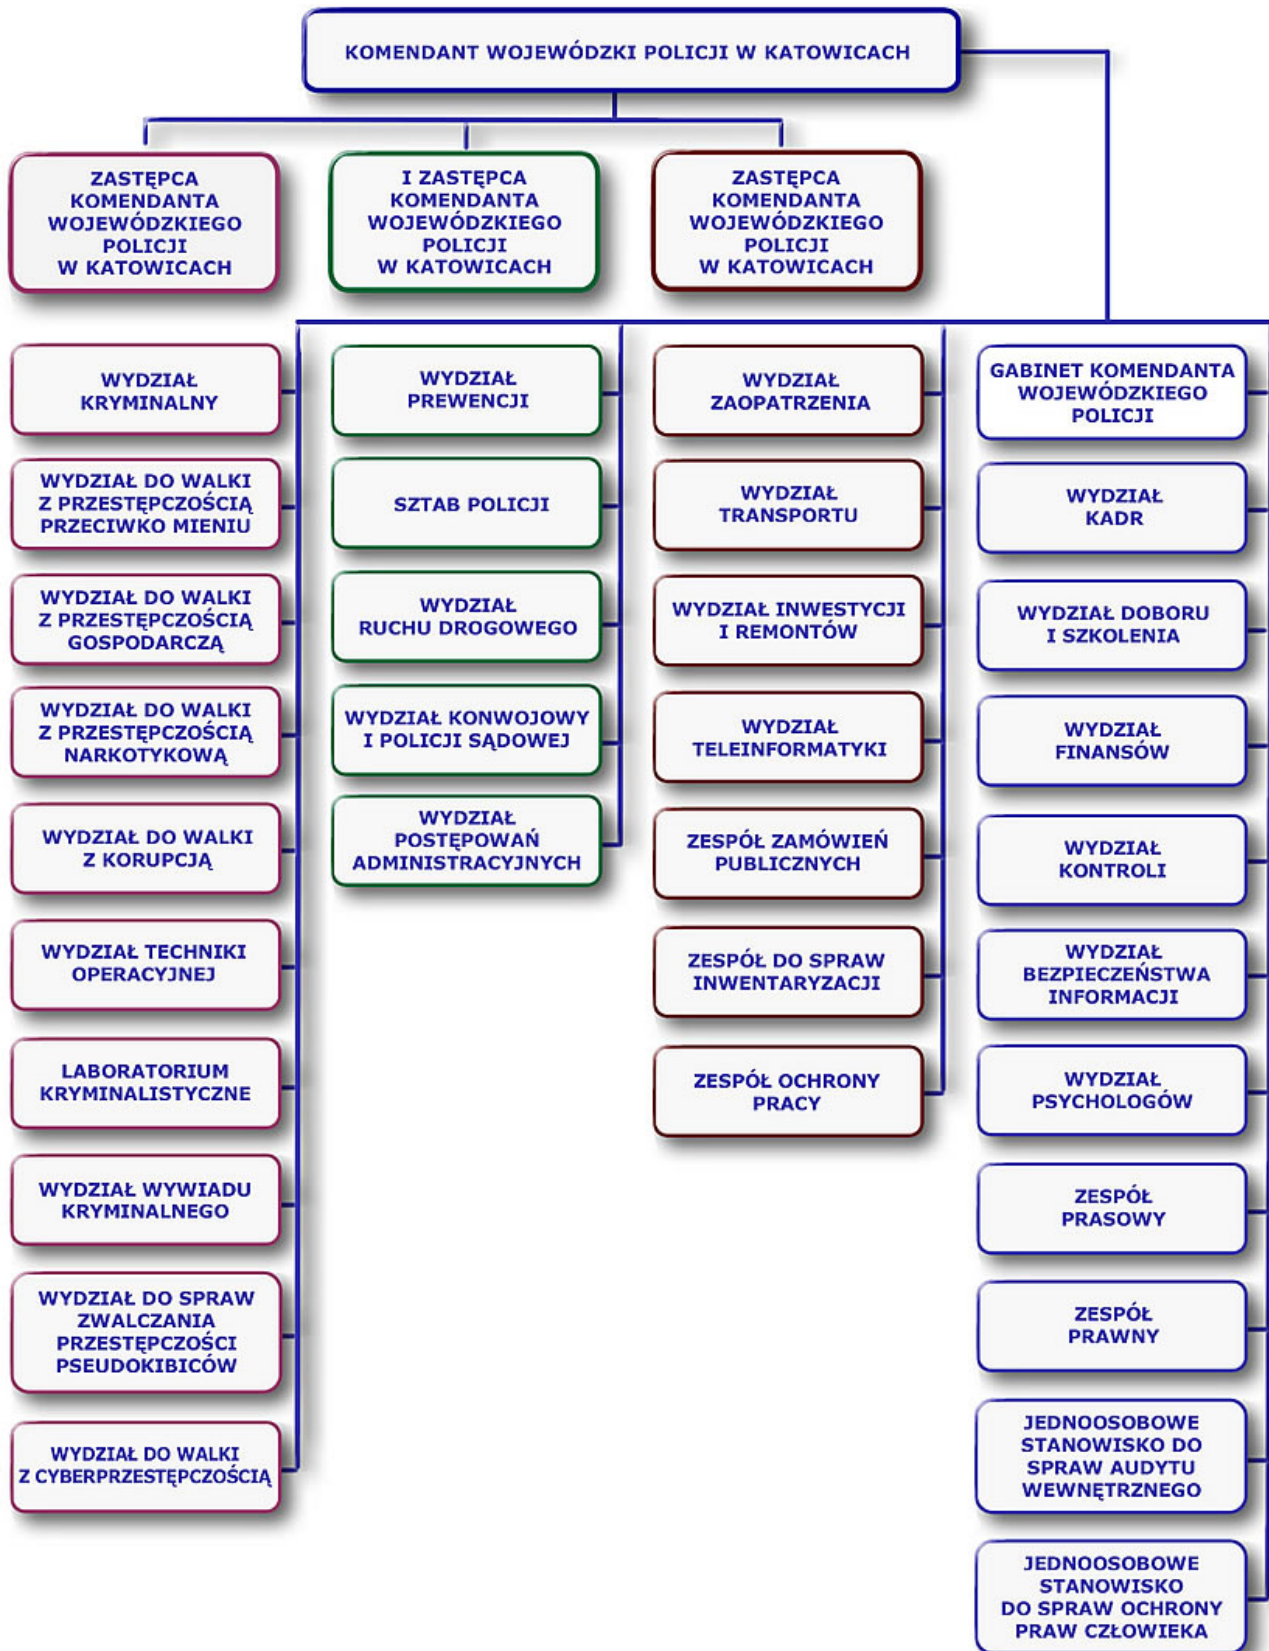 KOMENDANT WOJEWÓDZKI POLICJI W KATOWICACH
ZASTĘPCA
KOMENDANTA
WOJEWÓDZKIEGO
POLICJI
W KATOWICACH
I ZASTĘPCA
KOMENDANTA
WOJEWÓDZKIEGO
POLICJI
W KATOWICACH
ZASTĘPCA
KOMENDANTA
WOJEWÓDZKIEGO
POLICJI
W KATOWICACH
WYDZIAŁ
KRYMINALNY
WYDZIAŁ DO WALKI
Z PRZESTĘPCZOŚCIĄ
PRZECIWKO MIENIU
WYDZIAŁ DO WALKI
Z PRZESTĘPCZOŚCIĄ
GOSPODARCZĄ
WYDZIAŁ DO WALKI
Z PRZESTĘPCZOŚCIĄ
NARKOTYKOWĄ
WYDZIAŁ DO WALKI
Z KORUPCJĄ
WYDZIAŁ TECHNIKI
OPERACYJNEJ
LABORATORIUM
KRYMINALISTYCZNE
WYDZIAŁ WYWIADU
KRYMINALNEGO
WYDZIAŁ DO SPRAW
ZWALCZANIA
PRZESTĘPCZOŚCI
PSEUDOKIBICÓW
WYDZIAŁ DO WALKI
Z CYBERPRZESTĘPCZOŚCIĄ
WYDZIAŁ
PREWENCJI
SZTAB POLICJI
WYDZIAŁ
RUCHU DROGOWEGO
WYDZIAŁ KONWOJOWY
I POLICJI SĄDOWEJ
WYDZIAŁ
POSTĘPOWAŃ
ADMINISTRACYJNYCH
WYDZIAŁ
ZAOPATRZENIA
WYDZIAŁ
TRANSPORTU
WYDZIAŁ INWESTYCJI
I REMONTÓW
WYDZIAŁ
TELEINFORMATYKI
ZESPÓŁ ZAMÓWIEŃ
PUBLICZNYCH
ZESPÓŁ DO SPRAW
INWENTARYZACJI
ZESPÓŁ OCHRONY
PRACY
GABINET KOMENDANTA
WOJEWÓDZKIEGO
POLICJI
WYDZIAŁ
KADR
WYDZIAŁ DOBORU
I SZKOLENIA
WYDZIAŁ
FINANSÓW
WYDZIAŁ
KONTROLI
WYDZIAŁ
BEZPIECZEŃSTWA
INFORMACJI
WYDZIAŁ
PSYCHOLOGÓW
ZESPÓŁ
PRASOWY
ZESPÓŁ
PRAWNY
JEDNOOSOBOWE
STANOWISKO DO
SPRAW AUDYTU
WEWNĘTRZNEGO
JEDNOOSOBOWE
STANOWISKO
DO SPRAW OCHRONY
PRAW CZŁOWIEKA